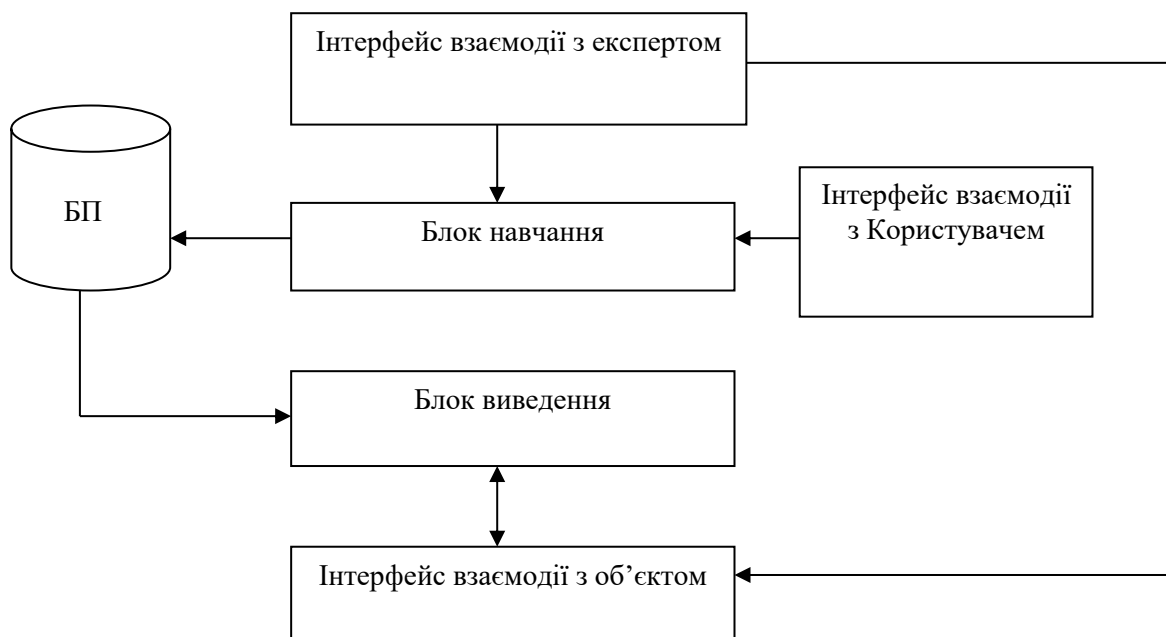 Інтерфейс взаємодії з експертом
БП
Блок навчання
Інтерфейс взаємодії
з Користувачем
Блок виведення
Інтерфейс взаємодії з об’єктом